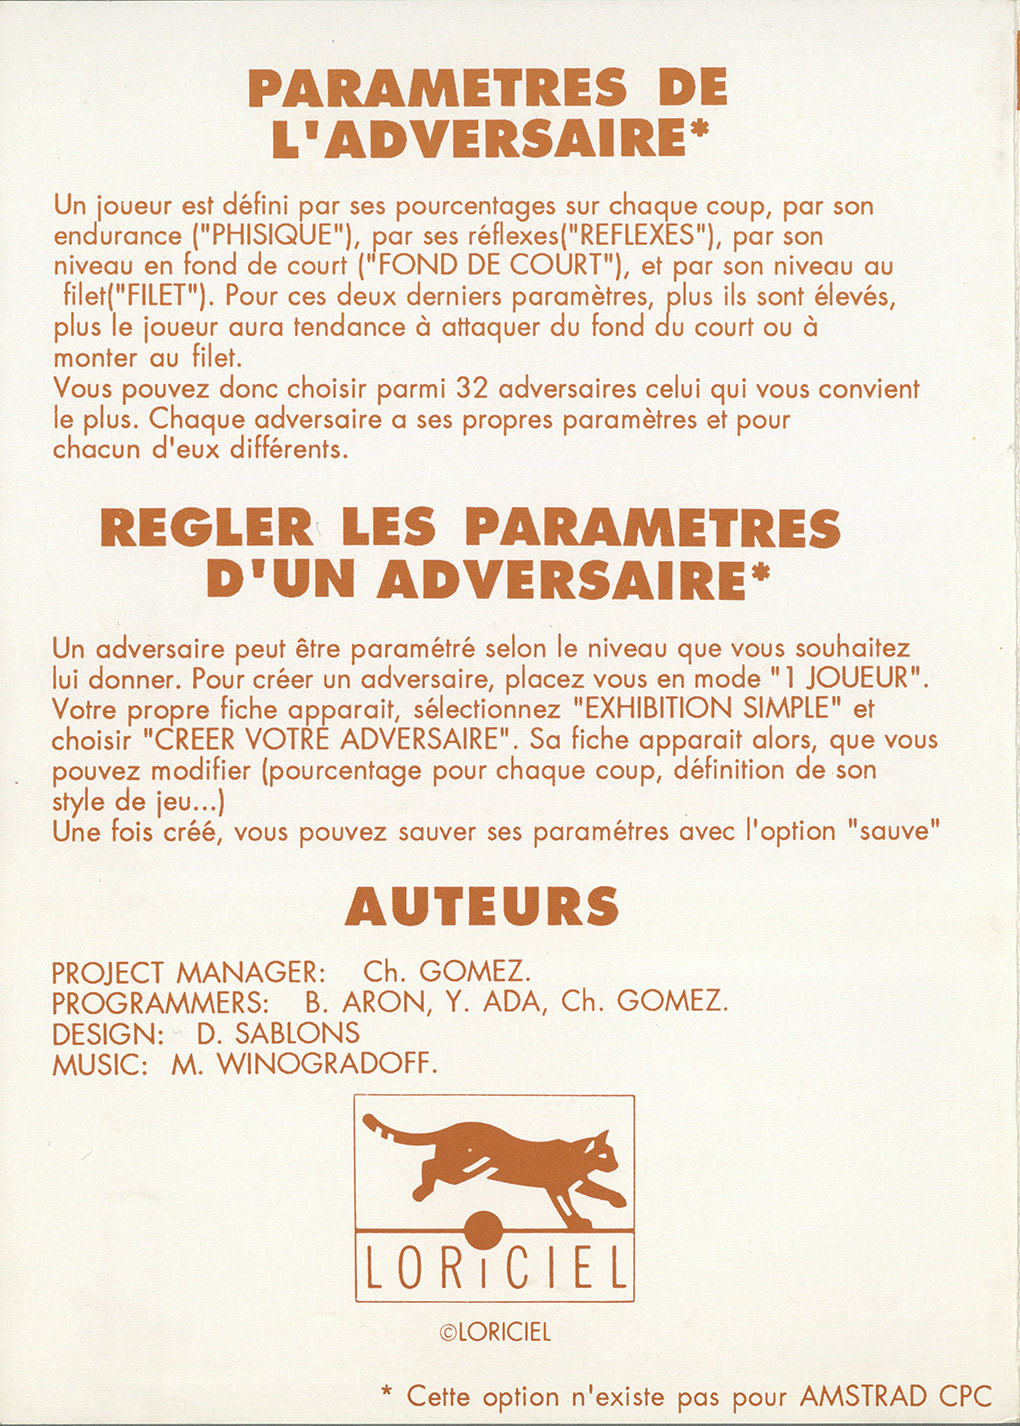 PARAMETRES DE
L'ADVERSAIRE*
Un joueur est défini par ses pourcentages sur chaque coup, par son
endurance ("PHISIQUE"), par ses réflexes("REFLEXES"), par son
niveau en fond de court ("FOND DE COURT"), et par son niveau au
filet("FILET"). Pour ces deux derniers paramètres, plus ils sont élevés,
plus le joueur aura tendance à attaquer du fond du court ou à
monter au filet.
Vous pouvez donc choisir parmi 32 adversaires celui qui vous convient
le plus. Chaque adversaire a ses propres paramètres et pour
chacun d'eux différents.
REGLER LES PARAMETRES
D'UN ADVERSAIRE*
Un adversaire peut être paramétré selon le niveau que vous souhaitez
lui donner. Pour créer un adversaire, placez vous en mode "1 JOUEUR".
Votre propre fiche apparait, sélectionnez "EXHIBITION SIMPLE" et
choisir "CREER VOTRE ADVERSAIRE". Sa fiche apparait alors, que vous
pouvez modifier (pourcentage pour chaque coup, définition de son
style de jeu...)
Une fois créé, vous pouvez sauver ses paramétres avec l'option "sauve"
AUTEURS
PROJECT MANAGER: Ch. GOMEZ.
PROGRAMMERS: B. ARON, Y. ADA, Ch. GOMEZ.
DESIGN: D. SABLONS
MUSIC: M. WINOGRADOFF.
LORiCIEL
©LORICIEL
* Cette option n'existe pas pour AMSTRAD CPC